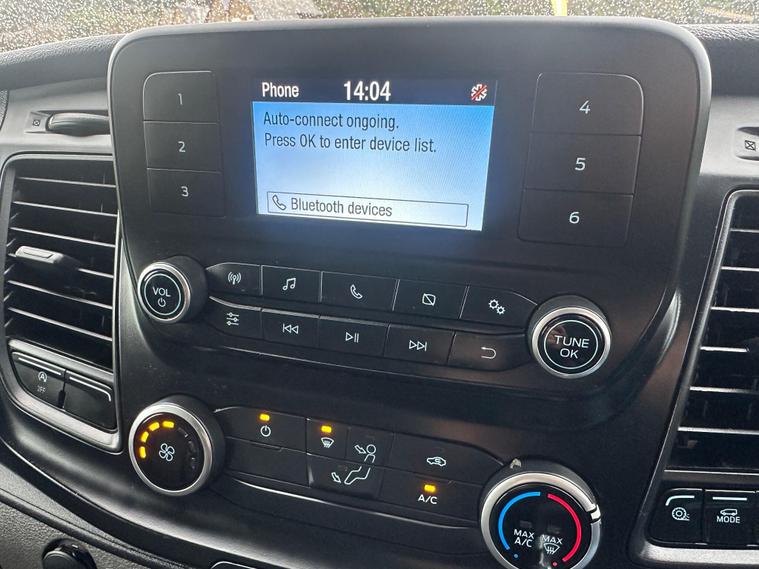 Phone 14:04
Auto-connect ongoing.
Press OK to enter device list.
Bluetooth devices
1
2
3
4
5
6
VOL
TUNE
OK
OFF
A/C
MAX
A/C
MAX
MODE